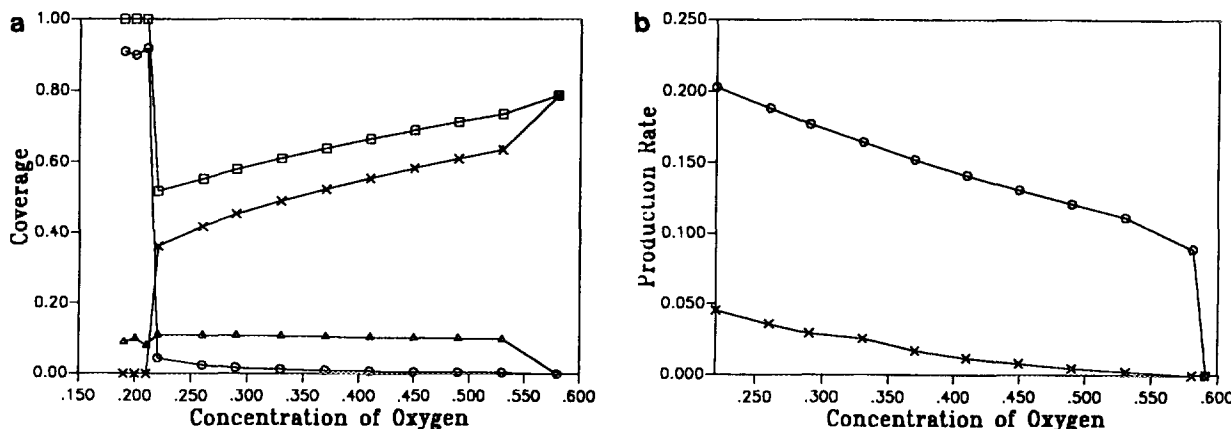 a
1.00
0.80
0.60
0.40
0.20
0.00
Coverage
.150 .200 .250 .300 .350 .400 .450 .500 .550 .600
Concentration of Oxygen
b
0.250
0.200
0.150
0.100
0.050
0.000
Production Rate
.250 .300 .350 .400 .450 .500 .550 .600
Concentration of Oxygen